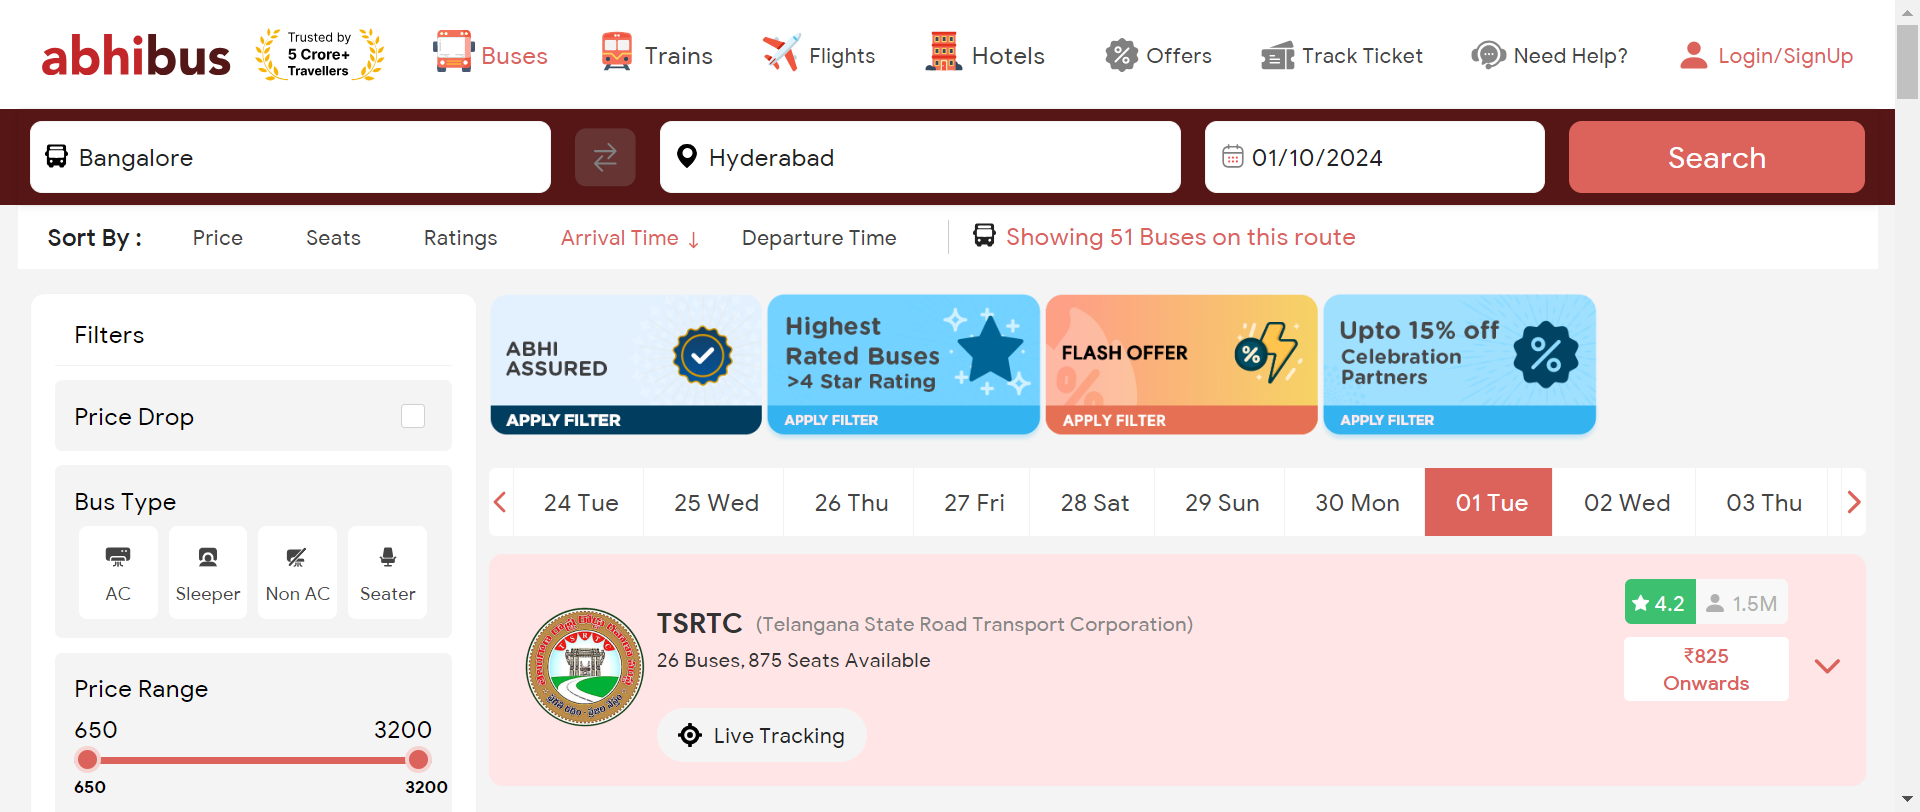 abhibus
Trusted by
5 Crore+
Travellers
Buses
Trains
Flights
Hotels
Offers
Track Ticket
Need Help?
Login/SignUp
Bangalore
Hyderabad
01/10/2024
Search
Sort By :
Price
Seats
Ratings
Arrival Time ↓
Departure Time
Showing 51 Buses on this route
Filters
Price Drop
Bus Type
AC
Sleeper
Non AC
Seater
Price Range
650
3200
650
3200
ABHI
ASSURED
APPLY FILTER
Highest
Rated Buses
>4 Star Rating
APPLY FILTER
FLASH OFFER
APPLY FILTER
Upto 15% off
Celebration
Partners
APPLY FILTER
24 Tue
25 Wed
26 Thu
27 Fri
28 Sat
29 Sun
30 Mon
01 Tue
02 Wed
03 Thu
TSRTC (Telangana State Road Transport Corporation)
26 Buses, 875 Seats Available
Live Tracking
4.2
1.5M
₹825
Onwards